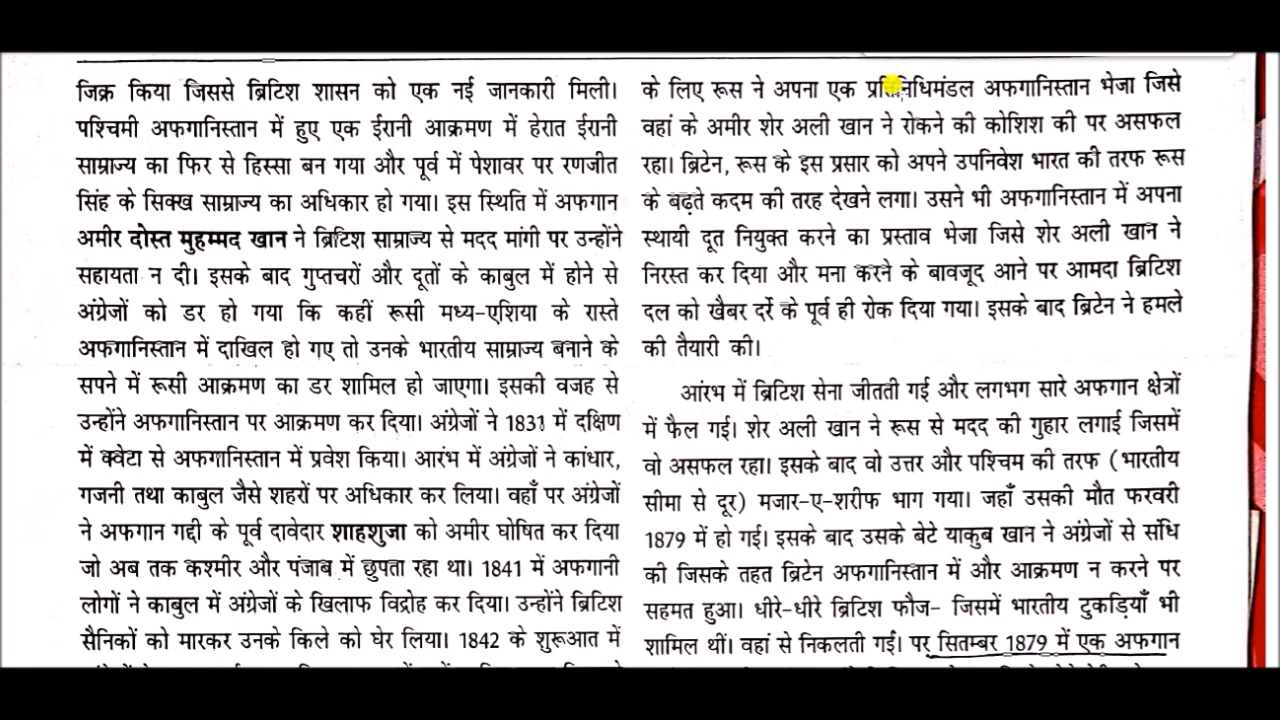 जिक्र किया जिससे ब्रिटिश शासन को एक नई जानकारी मिली।
पश्चिमी अफगानिस्तान में हुए एक ईरानी आक्रमण में हेरात ईरानी
साम्राज्य का फिर से हिस्सा बन गया और पूर्व में पेशावर पर रणजीत
सिंह के सिक्ख साम्राज्य का अधिकार हो गया। इस स्थिति में अफगान
अमीर दोस्त मुहम्मद खान ने ब्रिटिश साम्राज्य से मदद मांगी पर उन्होंने
सहायता न दी। इसके बाद गुप्तचरों और दूतों के काबुल में होने से
अंग्रेजों को डर हो गया कि कहीं रूसी मध्य-एशिया के रास्ते
अफगानिस्तान में दाखिल हो गए तो उनके भारतीय साम्राज्य बनाने के
सपने में रूसी आक्रमण का डर शामिल हो जाएगा। इसकी वजह से
उन्होंने अफगानिस्तान पर आक्रमण कर दिया। अंग्रेजों ने 1831 में दक्षिण
में क्वेटा से अफगानिस्तान में प्रवेश किया। आरंभ में अंग्रेजों ने कांधार,
गजनी तथा काबुल जैसे शहरों पर अधिकार कर लिया। वहाँ पर अंग्रेजों
ने अफगान गद्दी के पूर्व दावेदार शाहशुजा को अमीर घोषित कर दिया
जो अब तक कश्मीर और पंजाब में छुपता रहा था। 1841 में अफगानी
लोगों ने काबुल में अंग्रेजों के खिलाफ विद्रोह कर दिया। उन्होंने ब्रिटिश
सैनिकों को मारकर उनके किले को घेर लिया। 1842 के शुरूआत में
के लिए रूस ने अपना एक प्रतिनिधिमंडल अफगानिस्तान भेजा जिसे
वहां के अमीर शेर अली खान ने रोकने की कोशिश की पर असफल
रहा। ब्रिटेन, रूस के इस प्रसार को अपने उपनिवेश भारत की तरफ रूस
के बढ़ते कदम की तरह देखने लगा। उसने भी अफगानिस्तान में अपना
स्थायी दूत नियुक्त करने का प्रस्ताव भेजा जिसे शेर अली खान ने
निरस्त कर दिया और मना करने के बावजूद आने पर आमदा ब्रिटिश
दल को खैबर दर्रे के पूर्व ही रोक दिया गया। इसके बाद ब्रिटेन ने हमले
की तैयारी की।
आरंभ में ब्रिटिश सेना जीतती गई और लगभग सारे अफगान क्षेत्रों
में फैल गई। शेर अली खान ने रूस से मदद की गुहार लगाई जिसमें
वो असफल रहा। इसके बाद वो उत्तर और पश्चिम की तरफ (भारतीय
सीमा से दूर) मजार-ए-शरीफ भाग गया। जहाँ उसकी मौत फरवरी
1879 में हो गई। इसके बाद उसके बेटे याकुब खान ने अंग्रेजों से संधि
की जिसके तहत ब्रिटेन अफगानिस्तान में और आक्रमण न करने पर
सहमत हुआ। धीरे-धीरे ब्रिटिश फौज- जिसमें भारतीय टुकड़ियाँ भी
शामिल थीं। वहां से निकलती गई। पर सितम्बर 1879 में एक अफगान